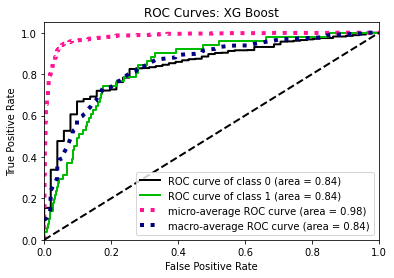 ROC Curves: XG Boost
1.0
0.8
0.6
0.4
0.2
0.0
True Positive Rate
ROC curve of class 0 (area = 0.84)
ROC curve of class 1 (area = 0.84)
micro-average ROC curve (area = 0.98)
macro-average ROC curve (area = 0.84)
0.0 0.2 0.4 0.6 0.8 1.0
False Positive Rate